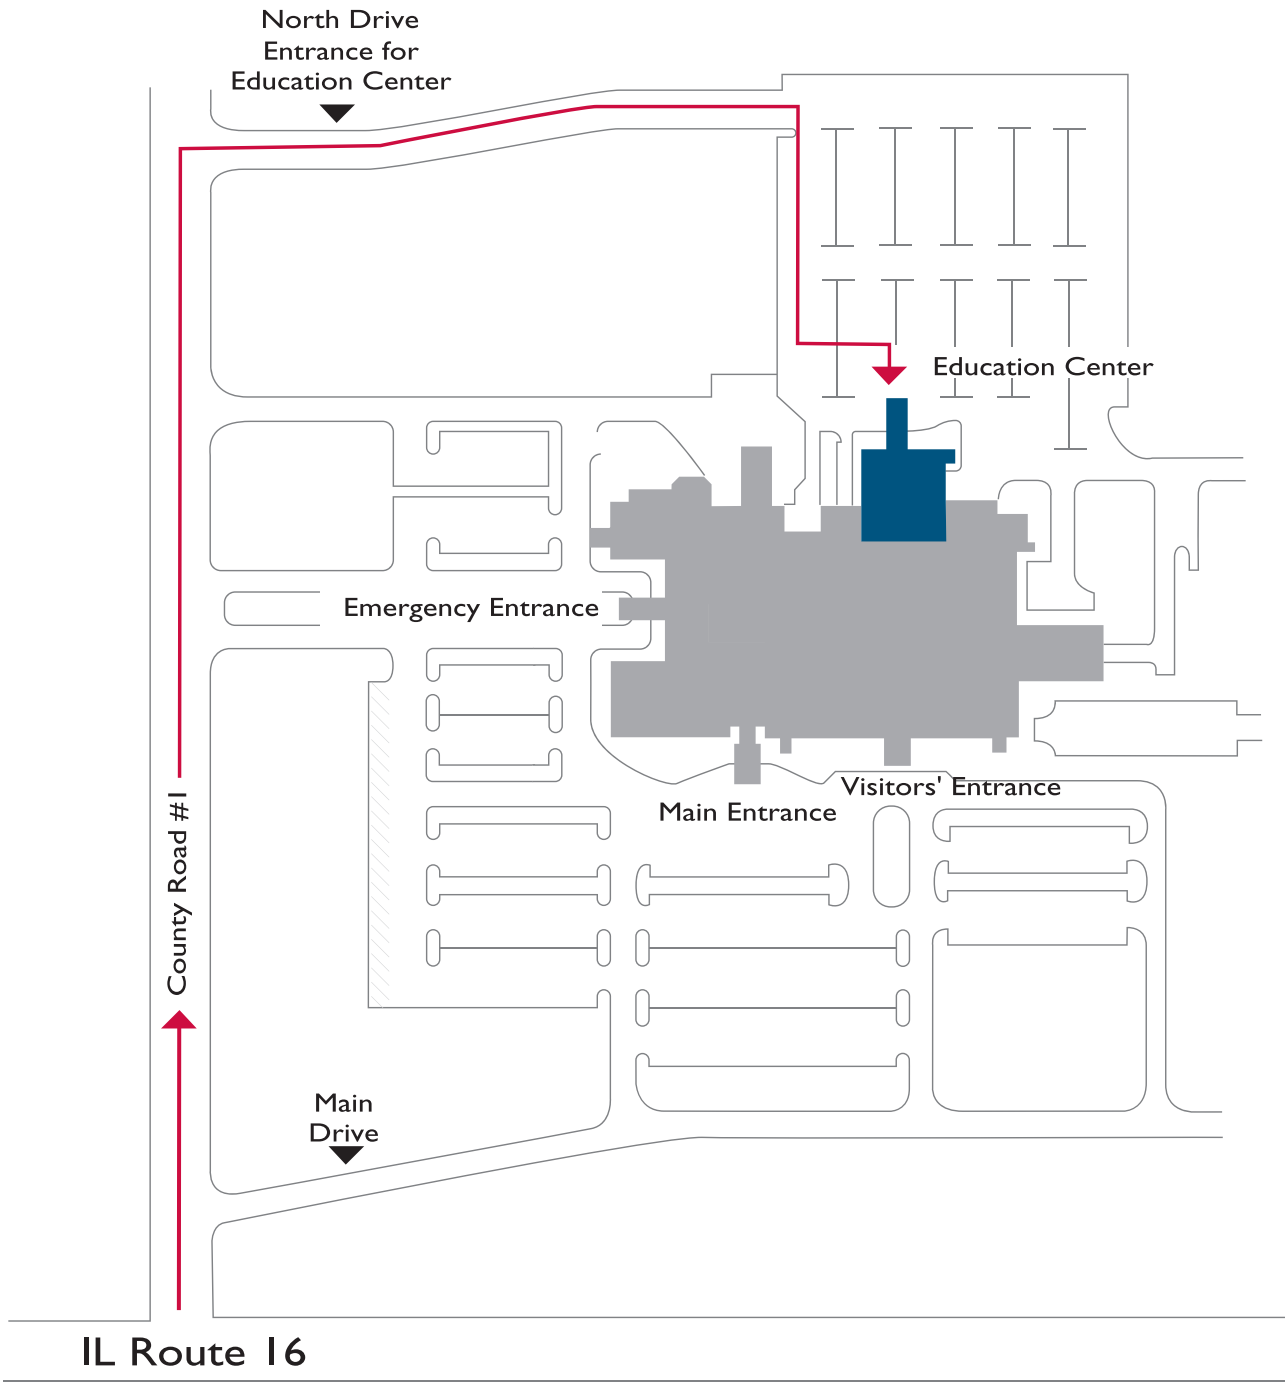 North Drive
Entrance for
Education Center
Education Center
Emergency Entrance
Visitors' Entrance
Main Entrance
County Road #1
Main
Drive
IL Route 16